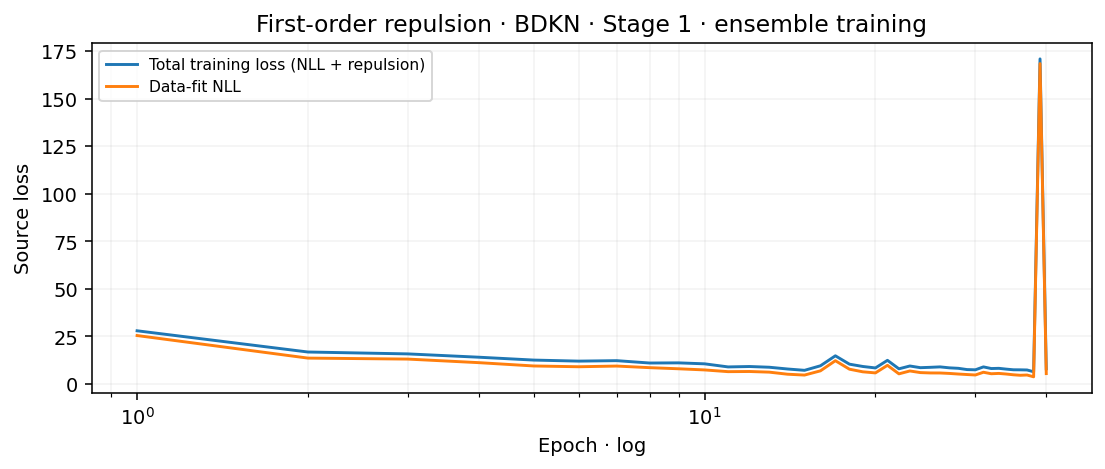 First-order repulsion · BDKN · Stage 1 · ensemble training
Total training loss (NLL + repulsion)
Data-fit NLL
Source loss
175
150
125
100
75
50
25
0
10⁰
10¹
Epoch · log